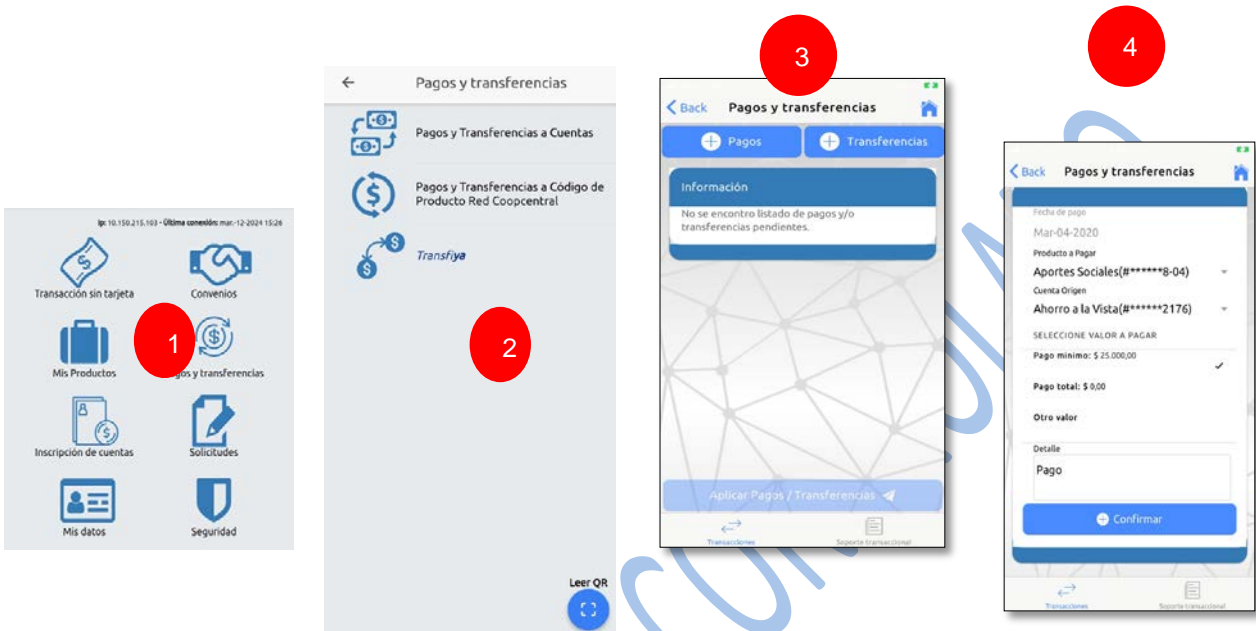 1
Ip: 10.150.215.103 - Última conexión: mar.-12-2024 15:26
Transacción sin tarjeta
Convenios
Mis Productos
Pagos y transferencias
Inscripción de cuentas
Solicitudes
Mis datos
Seguridad
2
Pagos y transferencias
Pagos y Transferencias a Cuentas
Pagos y Transferencias a Código de
Producto Red Coopcentral
Transfiya
Leer QR
3
Back Pagos y transferencias
Pagos
Transferencias
Información
No se encontro listado de pagos y/o
transferencias pendientes.
Aplicar Pagos / Transferencias
Transacciones
Soporte transaccional
4
Back Pagos y transferencias
Fecha de pago
Mar-04-2020
Producto a Pagar
Aportes Sociales(#******8-04)
Cuenta Origen
Ahorro a la Vista(#******2176)
SELECCIONE VALOR A PAGAR
Pago minimo: $ 25.000,00
Pago total: $ 0,00
Otro valor
Detalle
Pago
Confirmar
Transacciones
Soporte transaccional